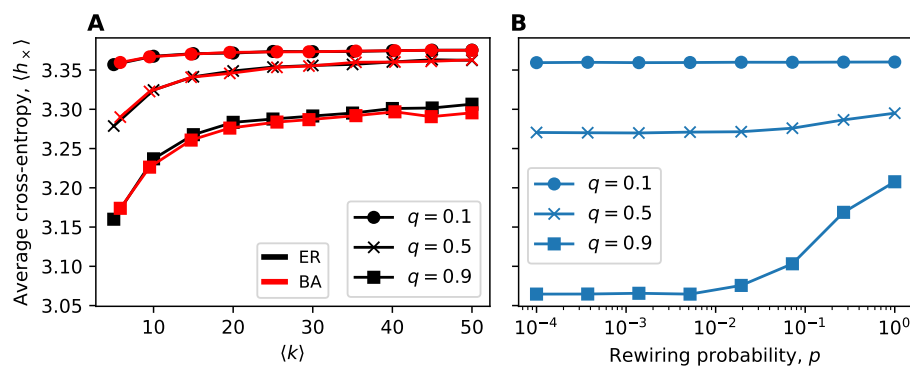 A
B
Average cross-entropy, ⟨h×⟩
3.35
3.30
3.25
3.20
3.15
3.10
3.05
10
20
30
40
50
⟨k⟩
ER
BA
q = 0.1
q = 0.5
q = 0.9
q = 0.1
q = 0.5
q = 0.9
10⁻⁴
10⁻³
10⁻²
10⁻¹
10⁰
Rewiring probability, p